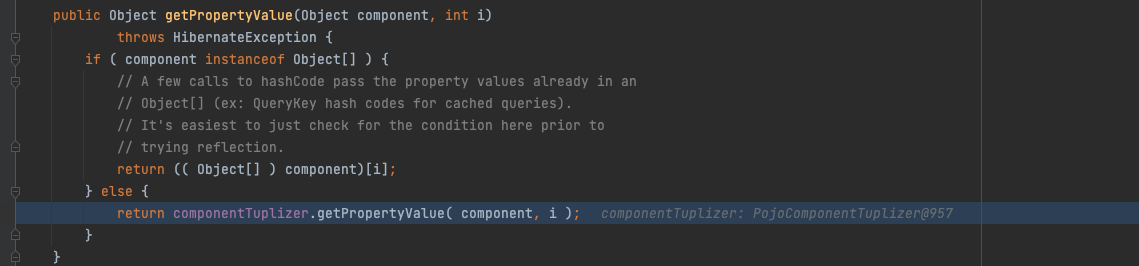 public Object getPropertyValue(Object component, int i)
throws HibernateException {
if ( component instanceof Object[] ) {
// A few calls to hashCode pass the property values already in an
// Object[] (ex: QueryKey hash codes for cached queries).
// It's easiest to just check for the condition here prior to
// trying reflection.
return (( Object[] ) component)[i];
} else {
return componentTuplizer.getPropertyValue( component, i );   componentTuplizer: PojoComponentTuplizer@957
}
}